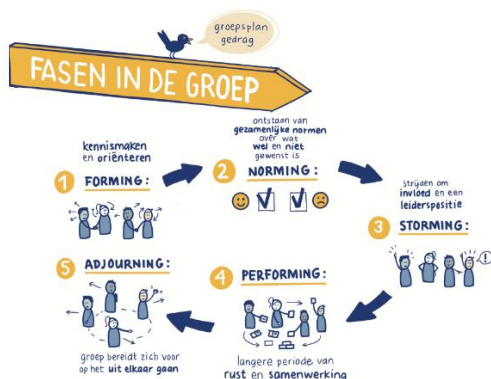 groepsplan
gedrag
FASEN IN DE GROEP
kennismaken
en oriënteren
1 FORMING:
ontstaan van
gezamenlijke normen
over wat
wel en niet
gewenst is
2 NORMING:
strijden om
invloed en een
leiderspositie
3 STORMING:
!
4 PERFORMING:
langere periode van
rust en samenwerking
5 ADJOURNING:
groep bereidt zich voor
op het uit elkaar gaan